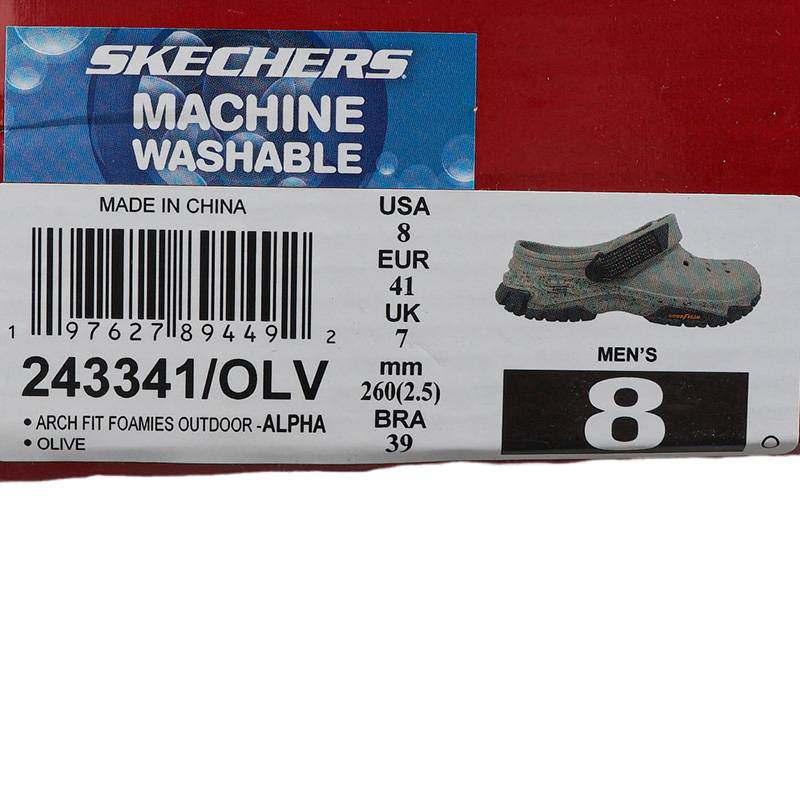 SKECHERS
MACHINE
WASHABLE
MADE IN CHINA
1 97627 89449 2
243341/OLV
• ARCH FIT FOAMIES OUTDOOR -ALPHA
• OLIVE
USA
8
EUR
41
UK
7
mm
260(2.5)
BRA
39
GOODYEAR
MEN'S
8